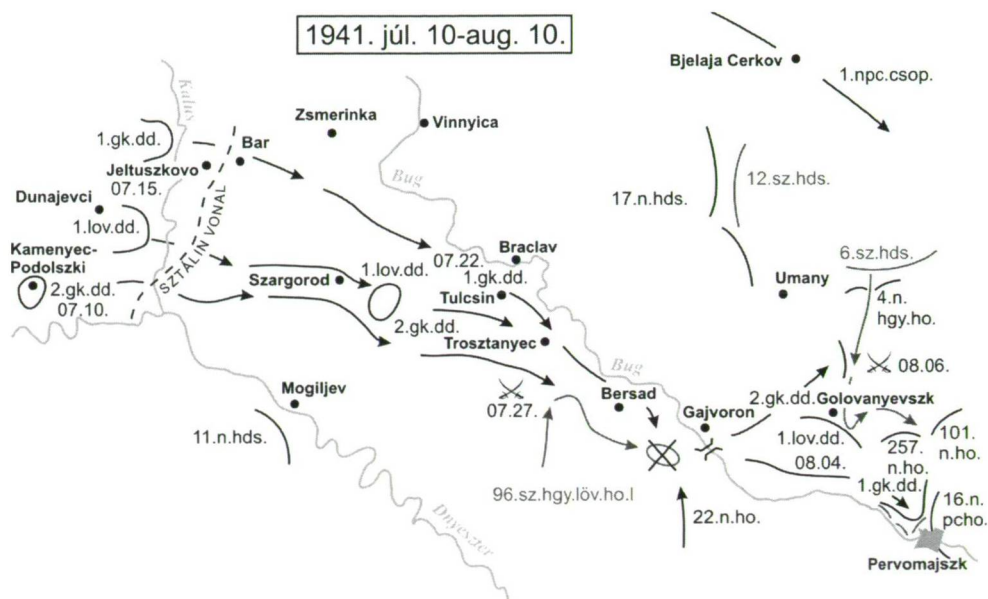 1941. júl. 10-aug. 10.
Bjelaja Cerkov
1.npc.csop.
Kalus
Zsmerinka
Vinnyica
1.gk.dd.
Bar
Jeltuszkovo
07.15.
Bug
12.sz.hds.
17.n.hds.
Dunajevci
1.lov.dd.
SZTÁLIN VONAL
Kamenyec-
Podolszki
2.gk.dd.
07.10.
Szargorod
1.lov.dd.
07.22.
1.gk.dd.
Braclav
6.sz.hds.
Umany
4.n.
hgy.ho.
Tulcsin
2.gk.dd.
Trosztanyec
Bug
08.06.
Mogiljev
07.27.
Bersad
Gajvoron
2.gk.dd.
Golovanyevszk
11.n.hds.
1.lov.dd.
08.04.
257.
n.ho.
101.
n.ho.
1.gk.dd.
96.sz.hgy.löv.ho.I
22.n.ho.
16.n.
pcho.
Dnyeszter
Pervomajszk